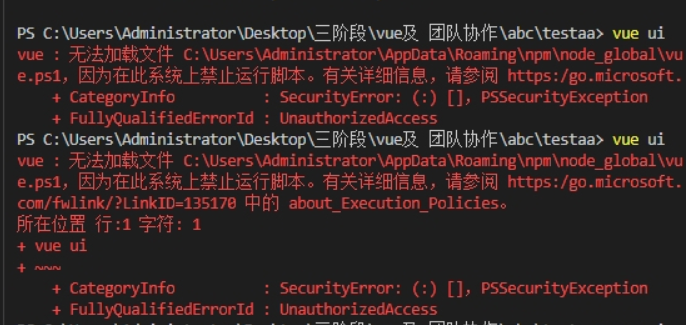 PS C:\Users\Administrator\Desktop\三阶段\vue及 团队协作\abc\testaa> vue ui
vue : 无法加载文件 C:\Users\Administrator\AppData\Roaming\npm\node_global\vu
e.ps1，因为在此系统上禁止运行脚本。有关详细信息，请参阅 https:/go.microsoft.
+ CategoryInfo          : SecurityError: (:) []，PSSecurityException
+ FullyQualifiedErrorId : UnauthorizedAccess
PS C:\Users\Administrator\Desktop\三阶段\vue及 团队协作\abc\testaa> vue ui
vue : 无法加载文件 C:\Users\Administrator\AppData\Roaming\npm\node_global\vu
e.ps1，因为在此系统上禁止运行脚本。有关详细信息，请参阅 https:/go.microsoft.
com/fwlink/?LinkID=135170 中的 about_Execution_Policies。
所在位置 行:1 字符: 1
+ vue ui
+ ~~~
+ CategoryInfo          : SecurityError: (:) []，PSSecurityException
+ FullyQualifiedErrorId : UnauthorizedAccess